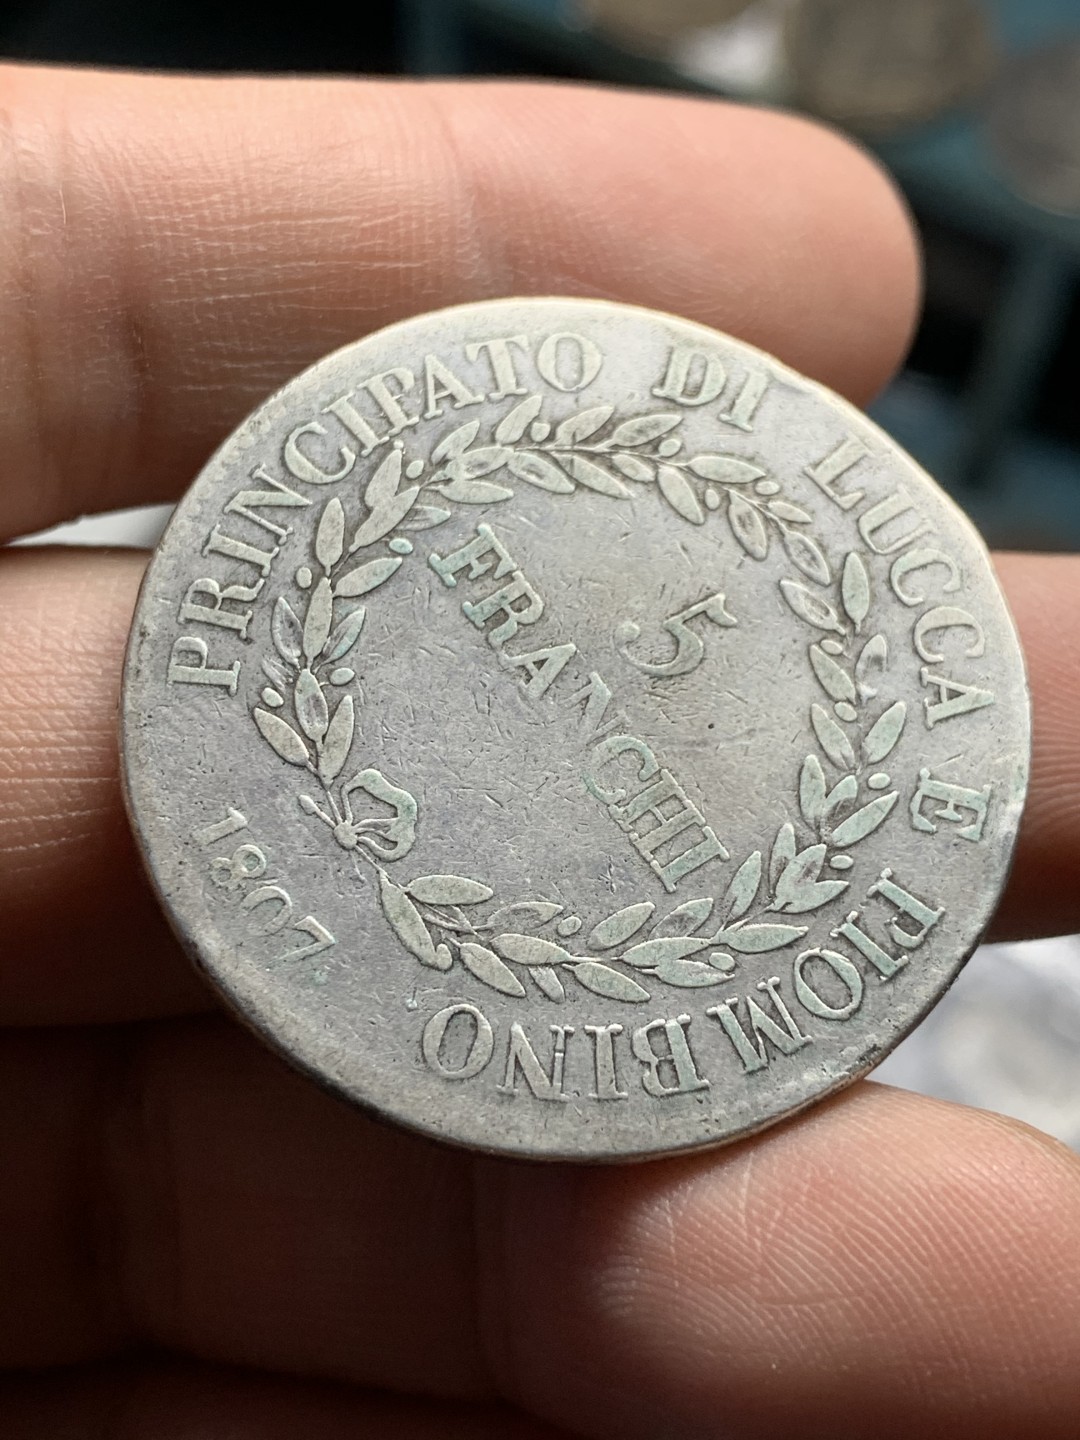 PRINCIPATO DI LUCCA E PIOMBINO
1807.
.5
FRANCHI